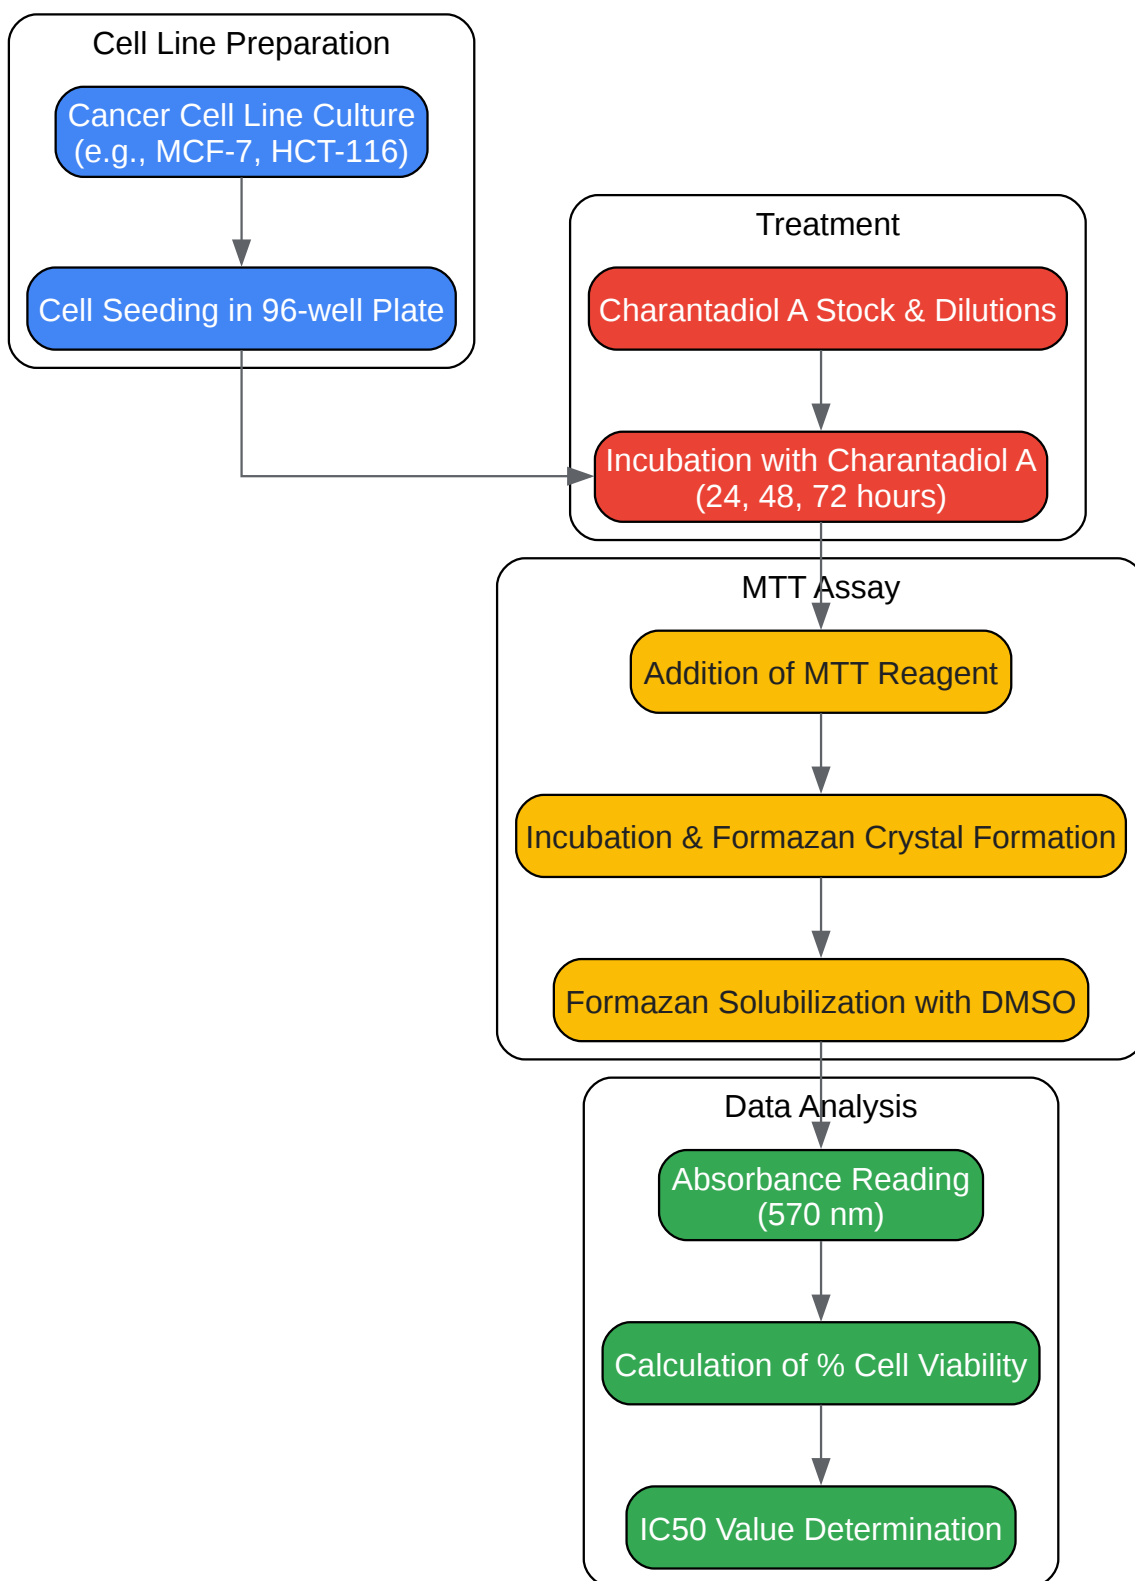 Cell Line Preparation
Cancer Cell Line Culture
(e.g., MCF-7, HCT-116)
Cell Seeding in 96-well Plate
Treatment
Charantadiol A Stock & Dilutions
Incubation with Charantadiol A
(24, 48, 72 hours)
MTT Assay
Addition of MTT Reagent
Incubation & Formazan Crystal Formation
Formazan Solubilization with DMSO
Data Analysis
Absorbance Reading
(570 nm)
Calculation of % Cell Viability
IC50 Value Determination